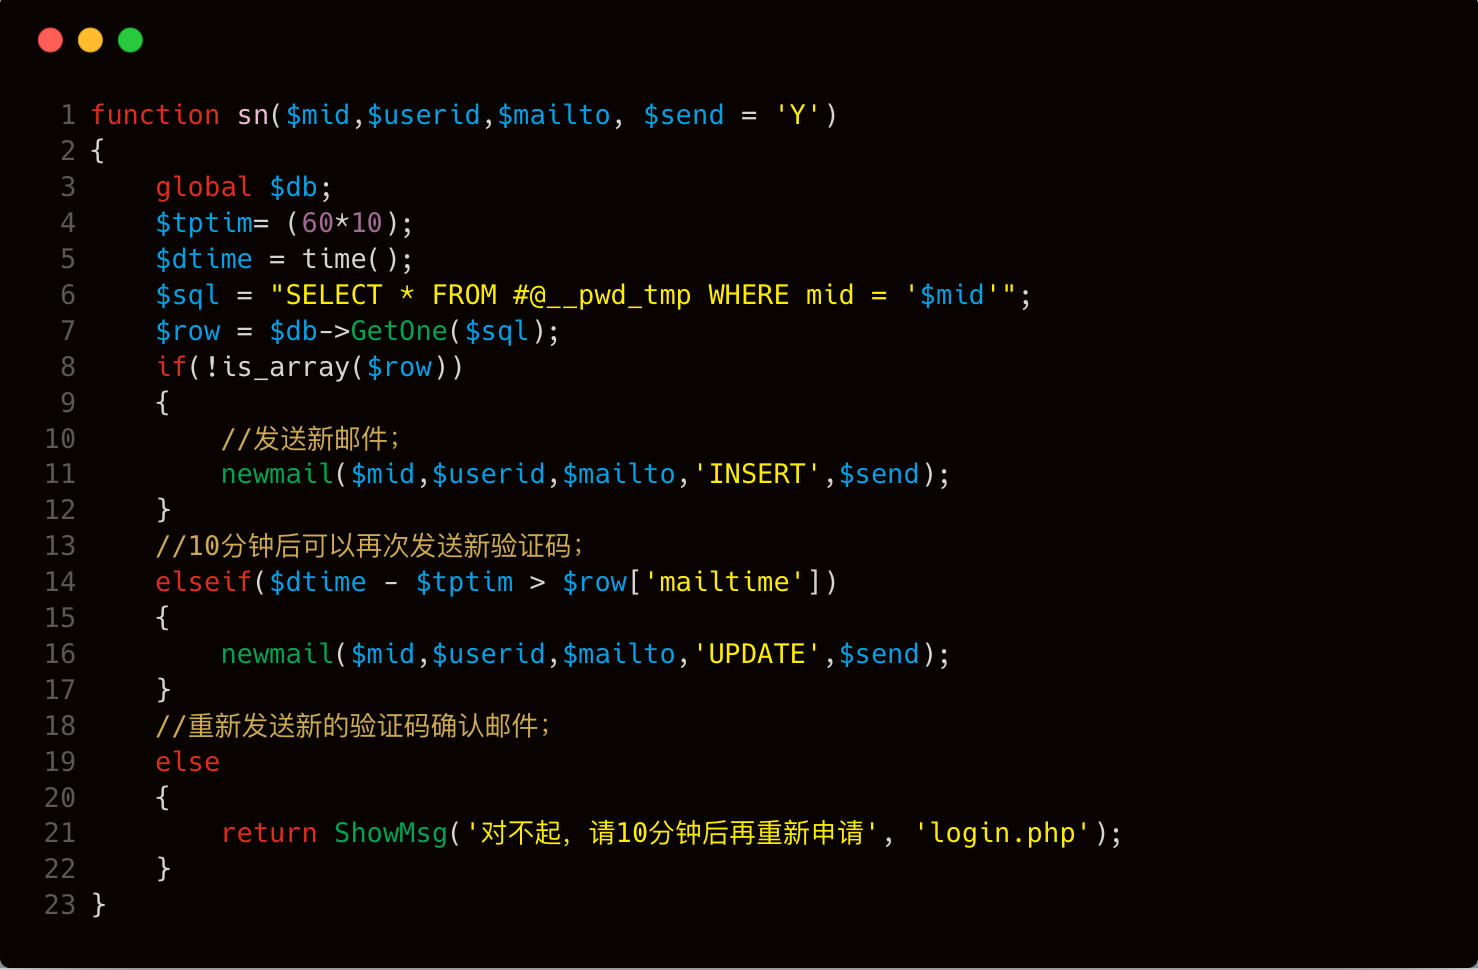 1 function sn($mid,$userid,$mailto, $send = 'Y')
2 {
3     global $db;
4     $tptim= (60*10);
5     $dtime = time();
6     $sql = "SELECT * FROM #@__pwd_tmp WHERE mid = '$mid'";
7     $row = $db->GetOne($sql);
8     if(!is_array($row))
9     {
10         //发送新邮件；
11         newmail($mid,$userid,$mailto,'INSERT',$send);
12     }
13     //10分钟后可以再次发送新验证码；
14     elseif($dtime - $tptim > $row['mailtime'])
15     {
16         newmail($mid,$userid,$mailto,'UPDATE',$send);
17     }
18     //重新发送新的验证码确认邮件；
19     else
20     {
21         return ShowMsg('对不起，请10分钟后再重新申请', 'login.php');
22     }
23 }